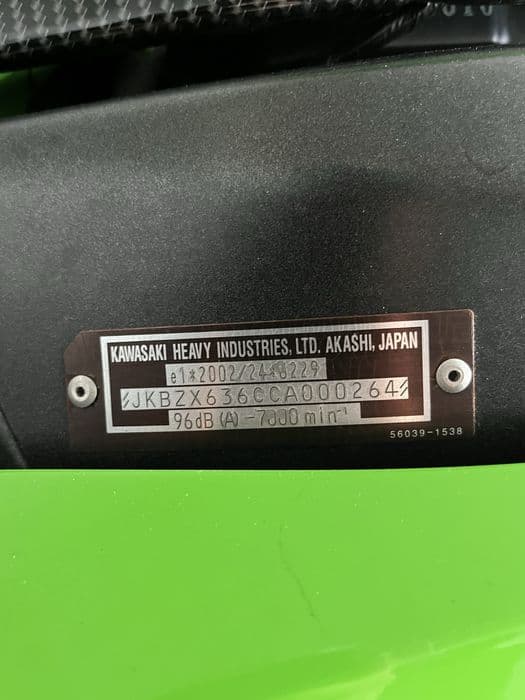 KAWASAKI HEAVY INDUSTRIES, LTD. AKASHI, JAPAN
e1*2002/24*0229
JKBZX636CCA000264
96dB (A) - 7000 min⁻¹
56039-1538